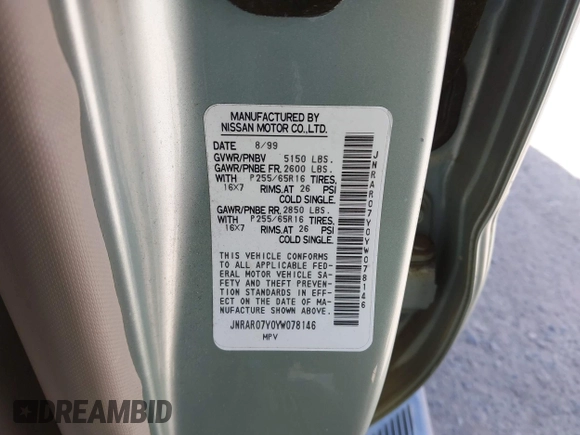 MANUFACTURED BY
NISSAN MOTOR CO.,LTD.
DATE 8/99
GVWR/PNBV 5150 LBS.
GAWR/PNBE FR. 2600 LBS.
WITH P255/65R16 TIRES,
16X7 RIMS.AT 26 PSI
COLD SINGLE.
GAWR/PNBE RR. 2850 LBS.
WITH P255/65R16 TIRES,
16X7 RIMS.AT 26 PSI
COLD SINGLE.
THIS VEHICLE CONFORMS
TO ALL APPLICABLE FED-
ERAL MOTOR VEHICLE SA-
FETY AND THEFT PREVEN-
TION STANDARDS IN EFF-
ECT ON THE DATE OF MA-
NUFACTURE SHOWN ABOVE.
JNRAR07Y0YW078146
MPV
JNRAR07Y0YW078146
DREAMBID